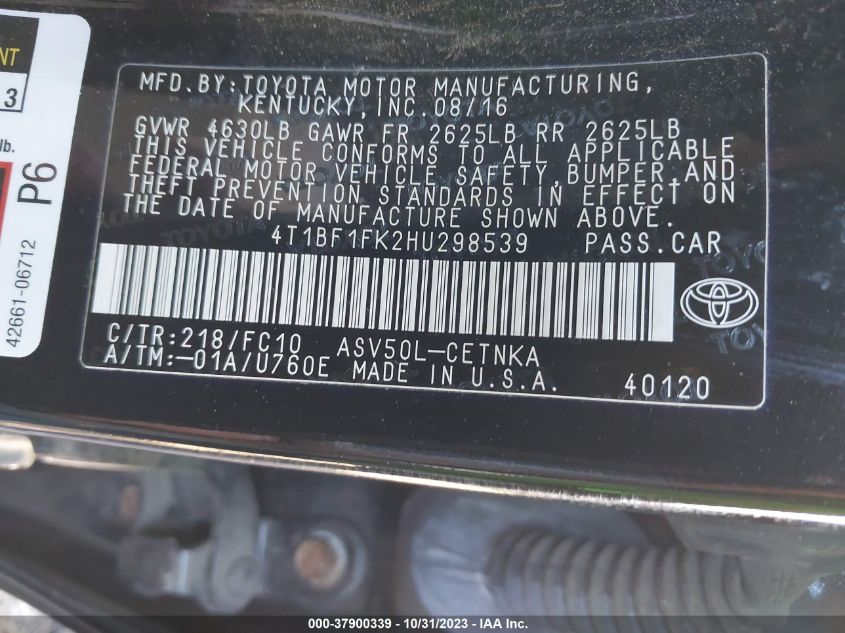 NT
3
lb.
P6
42661-06712
MFD.BY:TOYOTA MOTOR MANUFACTURING,
KENTUCKY,INC.08/16
GVWR 4630LB GAWR FR 2625LB RR 2625LB
THIS VEHICLE CONFORMS TO ALL APPLICABLE
FEDERAL MOTOR VEHICLE SAFETY,BUMPER,AND
THEFT PREVENTION STANDARDS IN EFFECT ON
THE DATE OF MANUFACTURE SHOWN ABOVE.
4T1BF1FK2HU298539 PASS.CAR
C/TR:218/FC10 ASV50L-CETNKA
A/TM:-01A/U760E MADE IN U.S.A. 40120
000-37900339 - 10/31/2023 - IAA Inc.